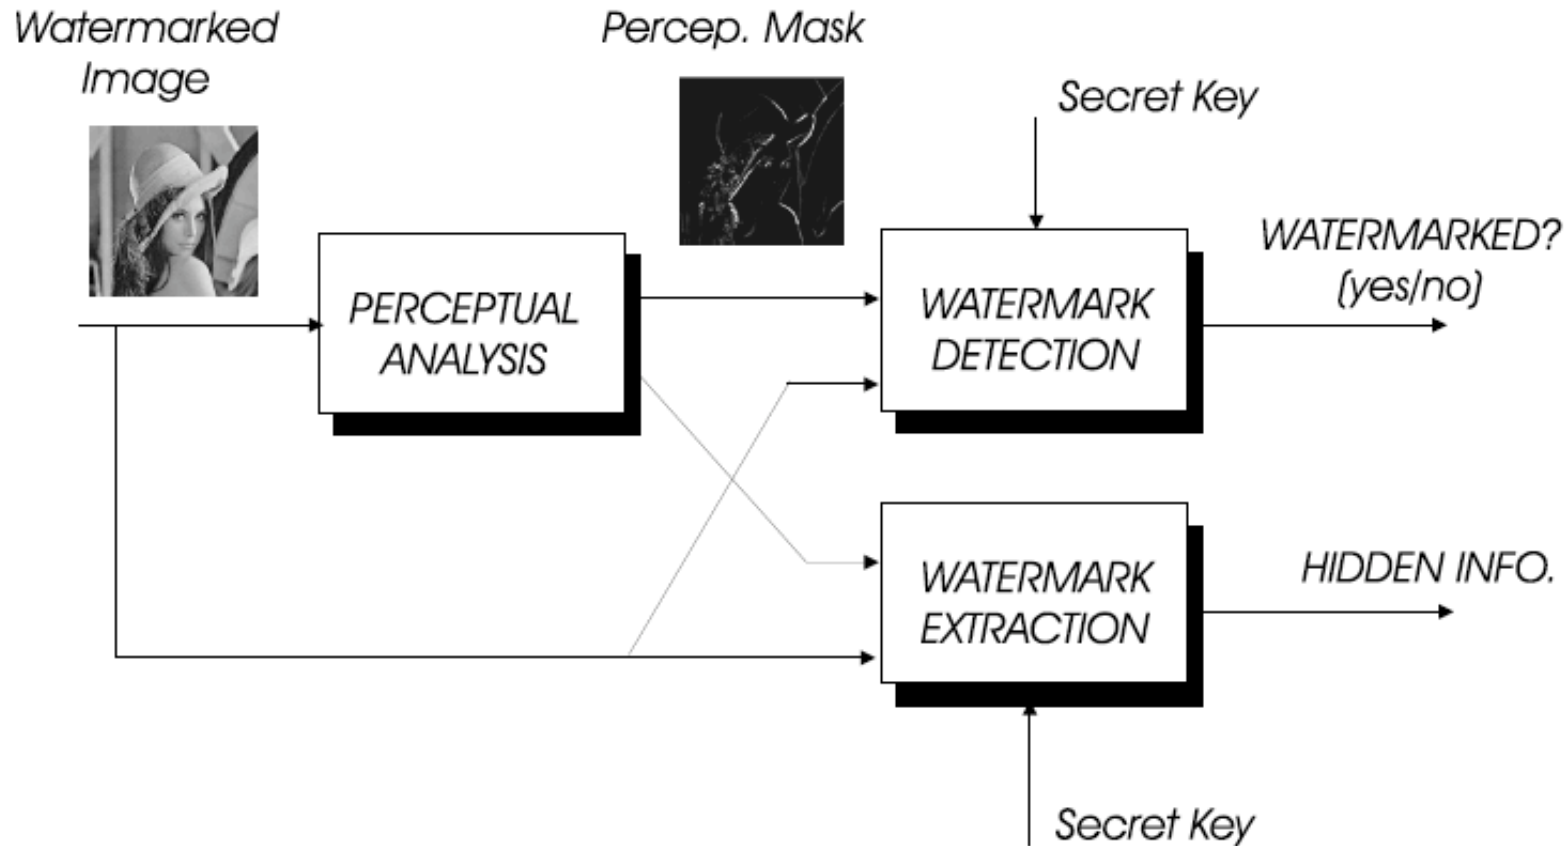 Watermarked
Image
Percep. Mask
Secret Key
PERCEPTUAL
ANALYSIS
WATERMARK
DETECTION
WATERMARKED?
(yes/no)
WATERMARK
EXTRACTION
HIDDEN INFO.
Secret Key